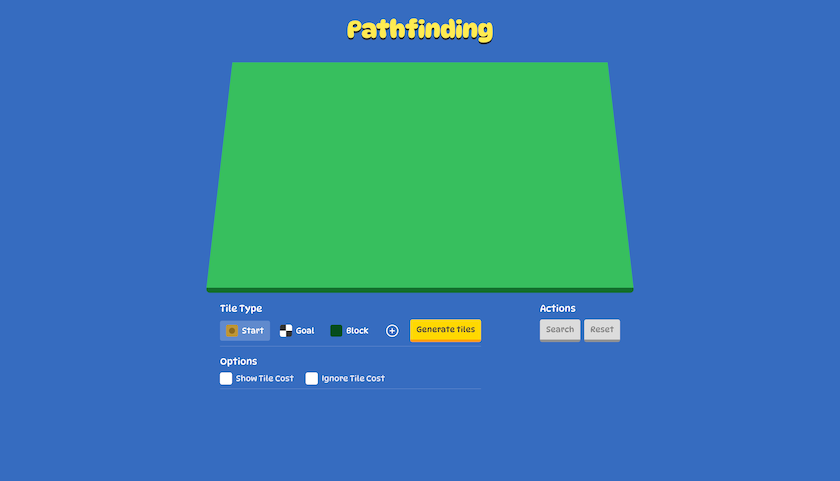 Pathfinding
Tile Type
Start Goal Block Generate tiles
Actions
Search Reset
Options
Show Tile Cost Ignore Tile Cost